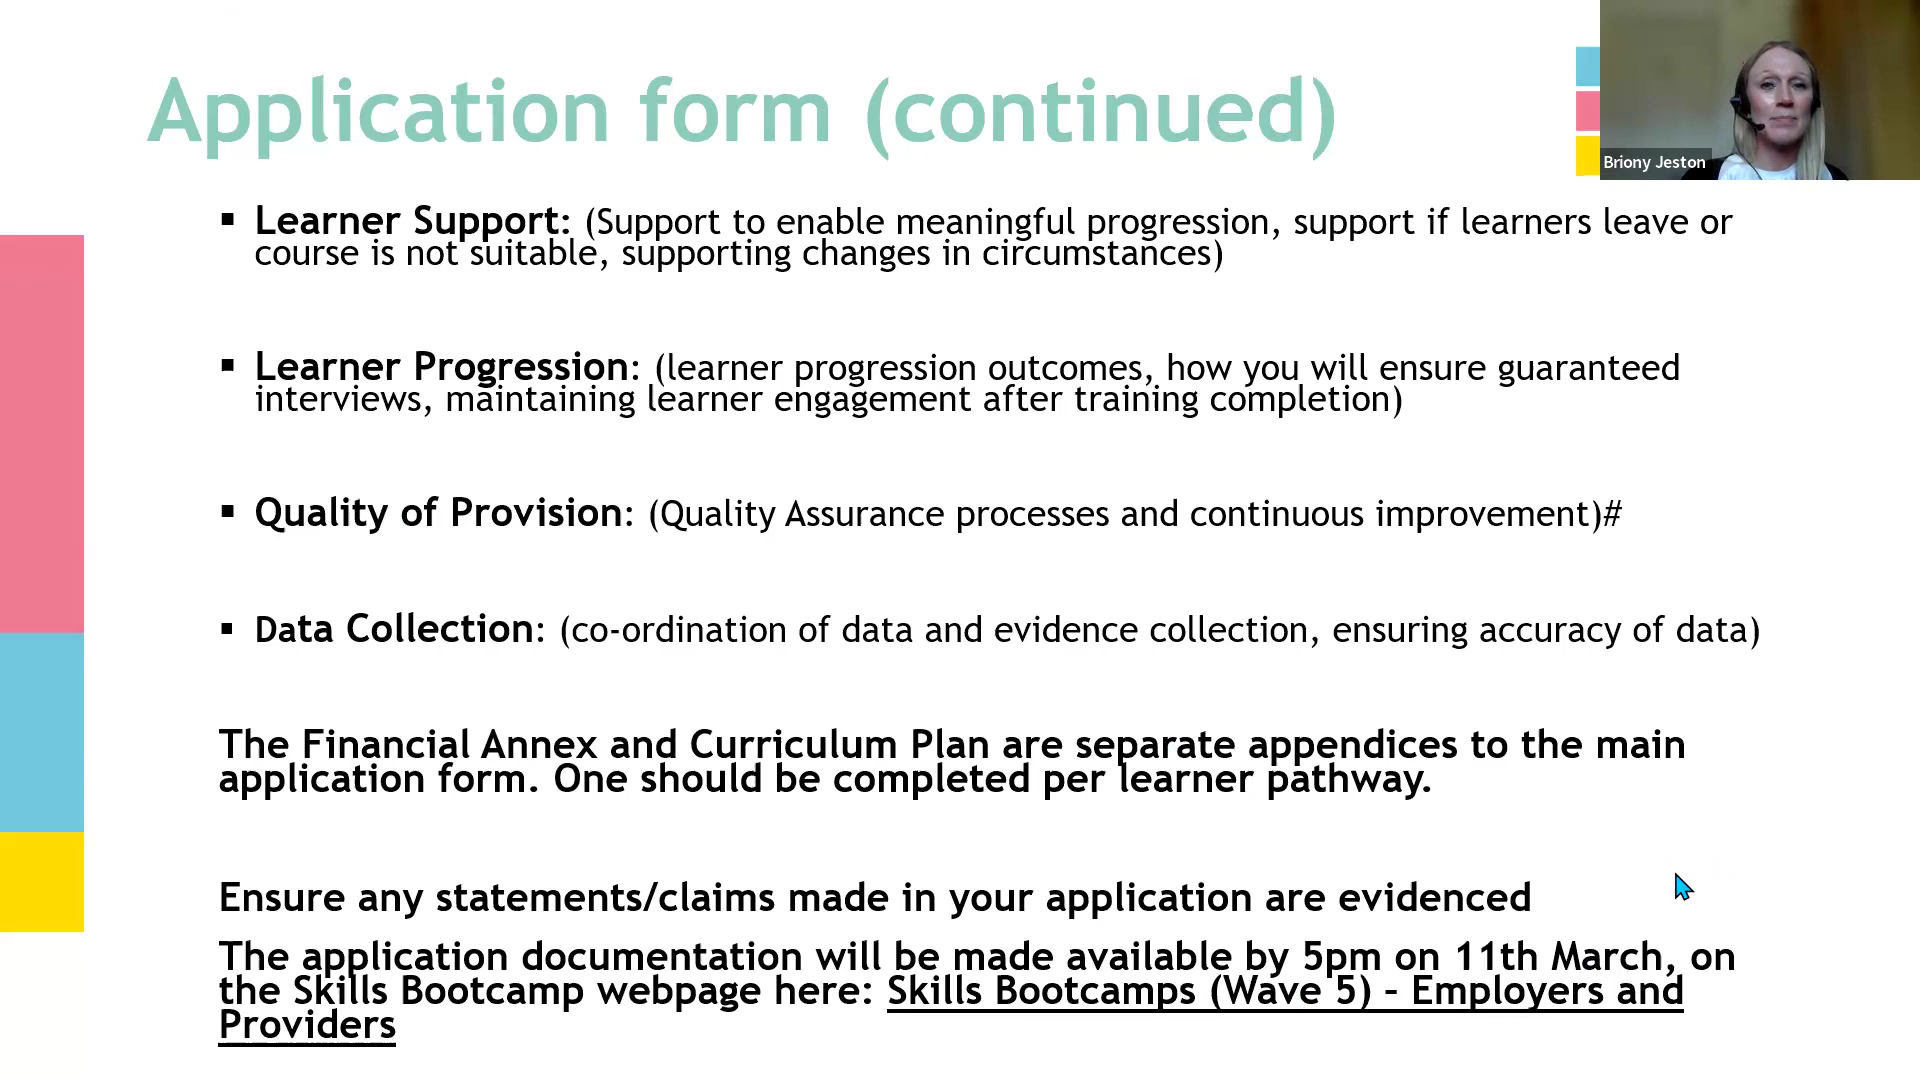 Application form (continued)
Briony Jeston
▪ Learner Support: (Support to enable meaningful progression, support if learners leave or
course is not suitable, supporting changes in circumstances)
▪ Learner Progression: (learner progression outcomes, how you will ensure guaranteed
interviews, maintaining learner engagement after training completion)
▪ Quality of Provision: (Quality Assurance processes and continuous improvement)#
▪ Data Collection: (co-ordination of data and evidence collection, ensuring accuracy of data)
The Financial Annex and Curriculum Plan are separate appendices to the main
application form. One should be completed per learner pathway.
Ensure any statements/claims made in your application are evidenced
The application documentation will be made available by 5pm on 11th March, on
the Skills Bootcamp webpage here: Skills Bootcamps (Wave 5) – Employers and
Providers